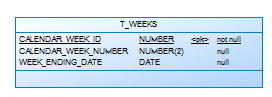 T_WEEKS
CALENDAR_WEEK_ID NUMBER <pk> not null
CALENDAR_WEEK_NUMBER NUMBER(2) null
WEEK_ENDING_DATE DATE null